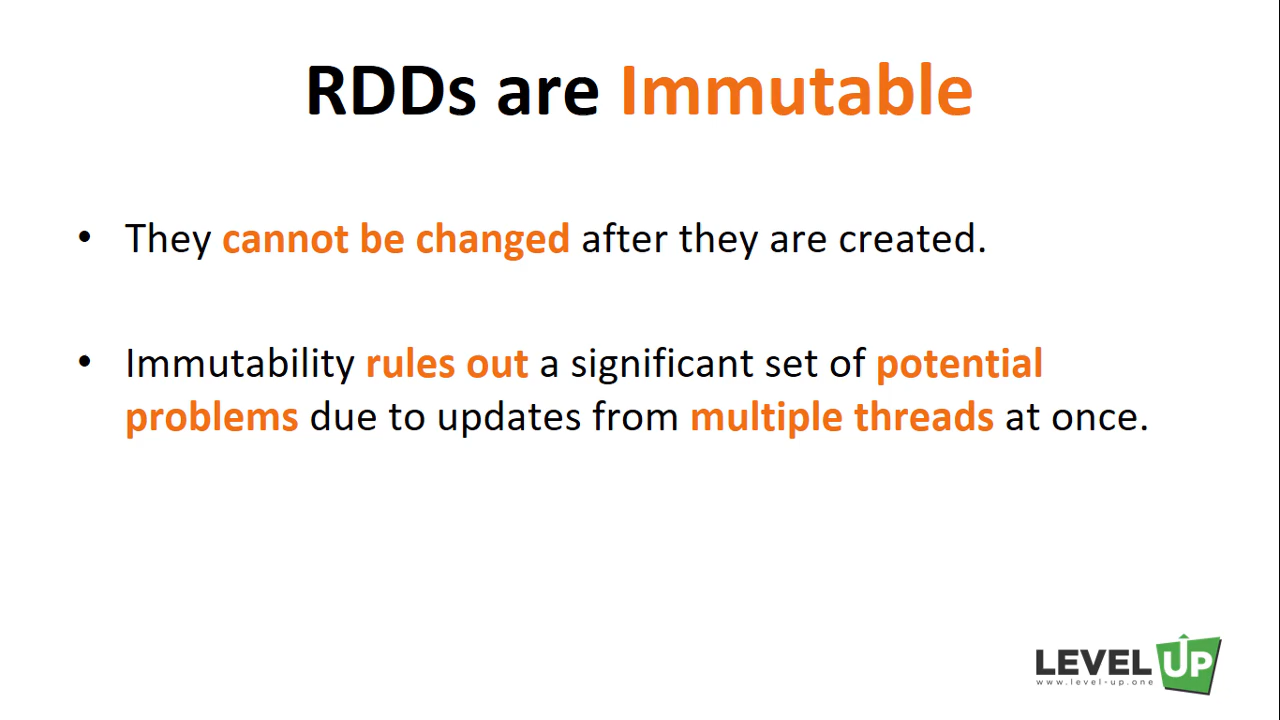 RDDs are Immutable
• They cannot be changed after they are created.
• Immutability rules out a significant set of potential
problems due to updates from multiple threads at once.
LEVEL UP
www.level-up.one